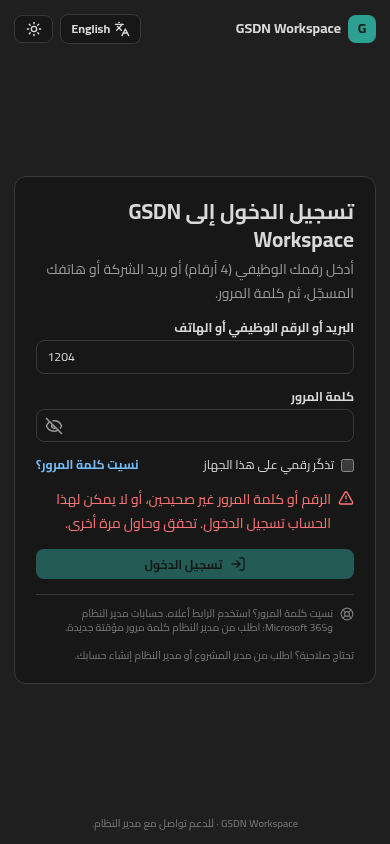 G GSDN Workspace
English
تسجيل الدخول إلى GSDN
Workspace
أدخل رقمك الوظيفي (4 أرقام) أو بريد الشركة أو هاتفك
المسجّل، ثم كلمة المرور.
البريد أو الرقم الوظيفي أو الهاتف
1204
كلمة المرور
تذكّر رقمي على هذا الجهاز
نسيت كلمة المرور؟
الرقم أو كلمة المرور غير صحيحين، أو لا يمكن لهذا
الحساب تسجيل الدخول. تحقق وحاول مرة أخرى.
تسجيل الدخول
نسيت كلمة المرور؟ استخدم الرابط أعلاه. حسابات مدير النظام
وMicrosoft 365: اطلب من مدير النظام كلمة مرور مؤقتة جديدة.
تحتاج صلاحية؟ اطلب من مدير المشروع أو مدير النظام إنشاء حسابك.
GSDN Workspace · للدعم تواصل مع مدير النظام.